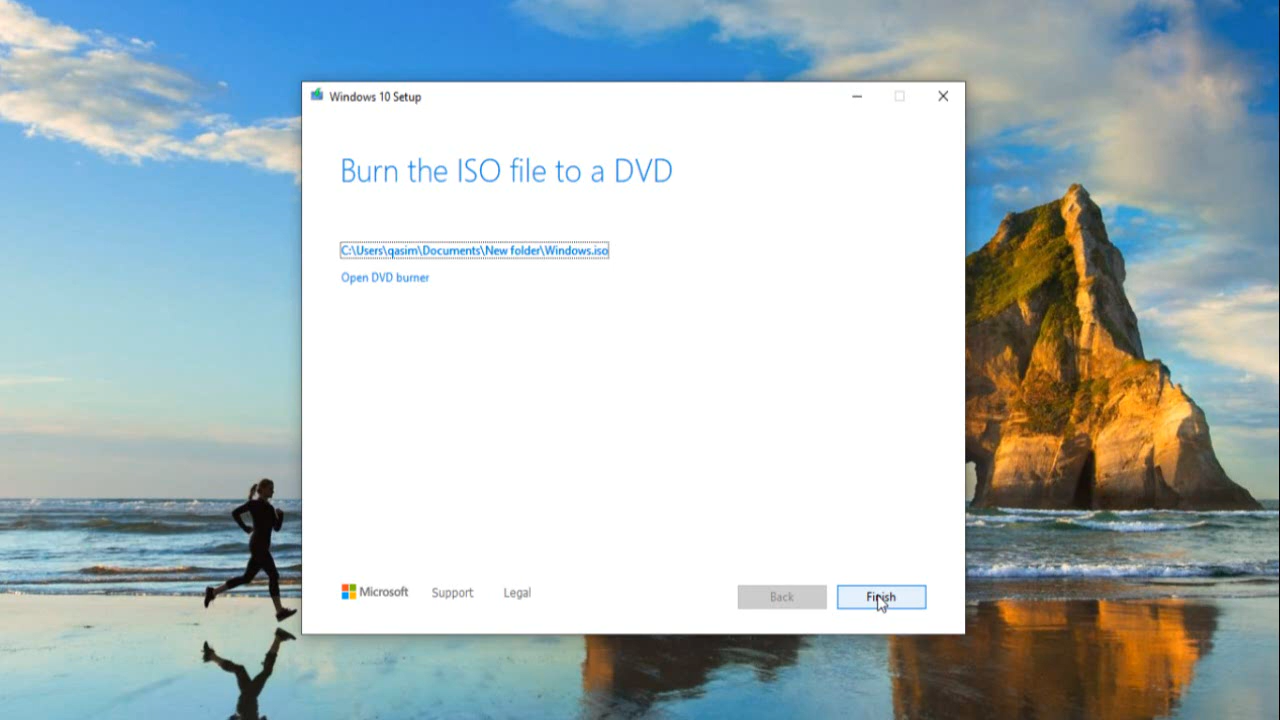 Windows 10 Setup
Burn the ISO file to a DVD
C:\Users\qasim\Documents\New folder\Windows.iso
Open DVD burner
Microsoft Support Legal Back Finish